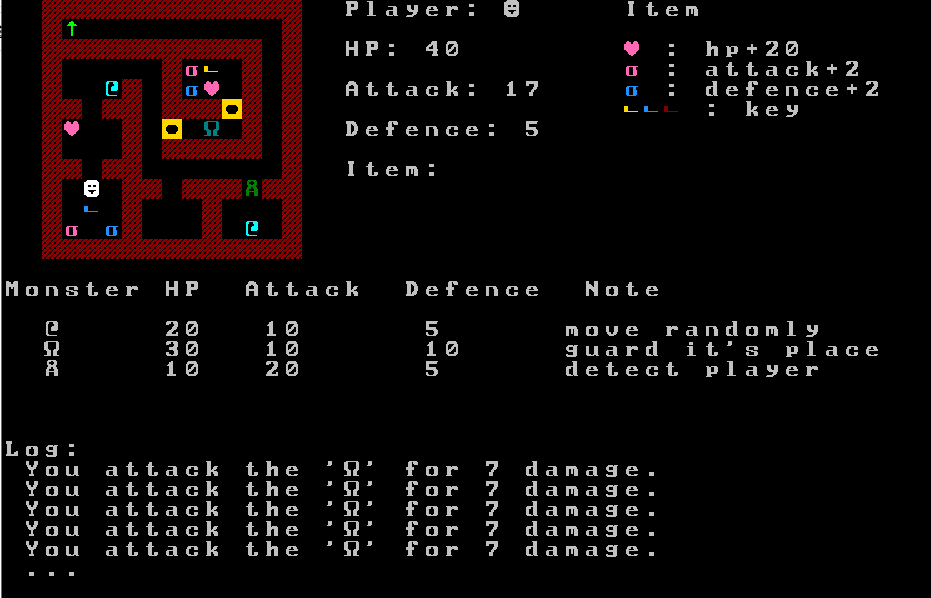 Player: ☻ Item
HP: 40 ♥ : hp+20
σ : attack+2
Attack: 17 σ : defence+2
: key
Defence: 5
Item:
Monster HP Attack Defence Note
20 10 5 move randomly
Ω 30 10 10 guard it's place
10 20 5 detect player
Log:
You attack the 'Ω' for 7 damage.
You attack the 'Ω' for 7 damage.
You attack the 'Ω' for 7 damage.
You attack the 'Ω' for 7 damage.
You attack the 'Ω' for 7 damage.
...